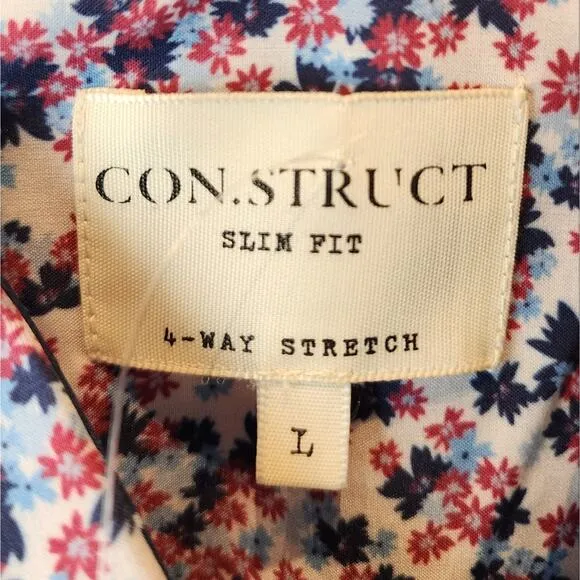 CON.STRUCT
SLIM FIT
4-WAY STRETCH
L